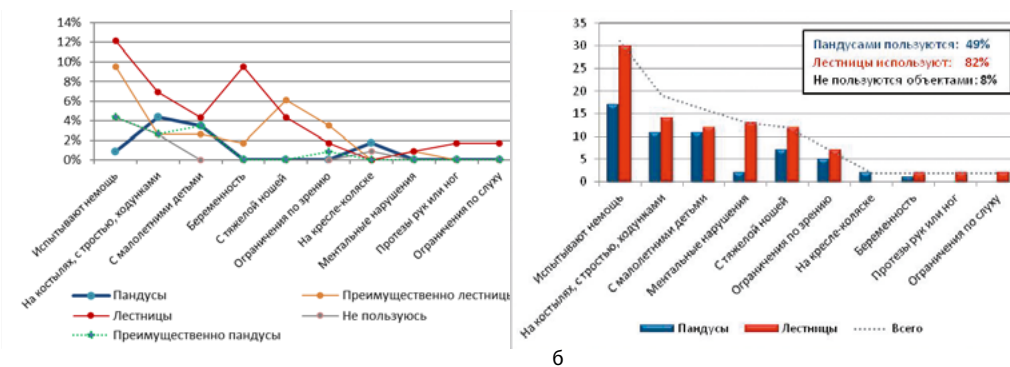 14%
12%
10%
8%
6%
4%
2%
0%
Испытывают немощь
На костылях, с тростью, ходунками
С малолетними детьми
Беременность
С тяжелой ношей
Ограничения по зрению
На кресле-коляске
Ментальные нарушения
Протезы рук или ног
Ограничения по слуху
Пандусы
Преимущественно лестницы
Лестницы
Не пользуюсь
Преимущественно пандусы
35
30
25
20
15
10
5
0
Пандусами пользуются: 49%
Лестницы используют: 82%
Не пользуются объектами: 8%
Испытывают немощь
На костылях, с тростью, ходунками
С малолетними детьми
Ментальные нарушения
С тяжелой ношей
Ограничения по зрению
На кресле-коляске
Беременность
Протезы рук или ног
Ограничения по слуху
Пандусы
Лестницы
Всего
б